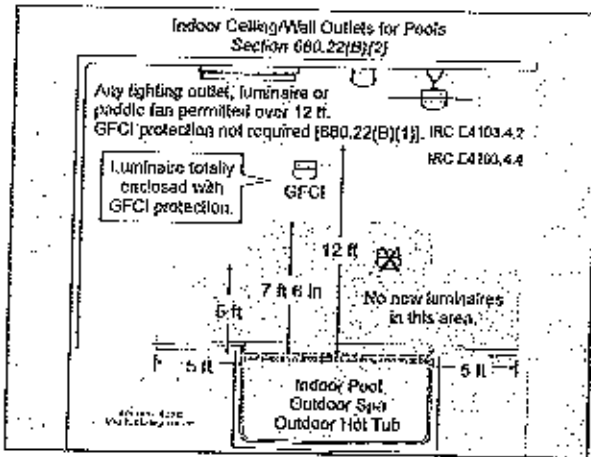 Indoor Ceiling/Wall Outlets for Pools
Section 680.22(B)(2)
Any lighting outlet, luminaire or
paddle fan permitted over 12 ft.
GFCI protection not required [680.22(B)(1)]. IRC E4103.4.2
IRC
Luminaire totally
enclosed with
GFCI protection.
GFCI
12 ft
7 ft 6 in
5 ft
No new luminaires
in this area.
5 ft
5 ft
Indoor Pool
Outdoor Spa
Outdoor Hot Tub